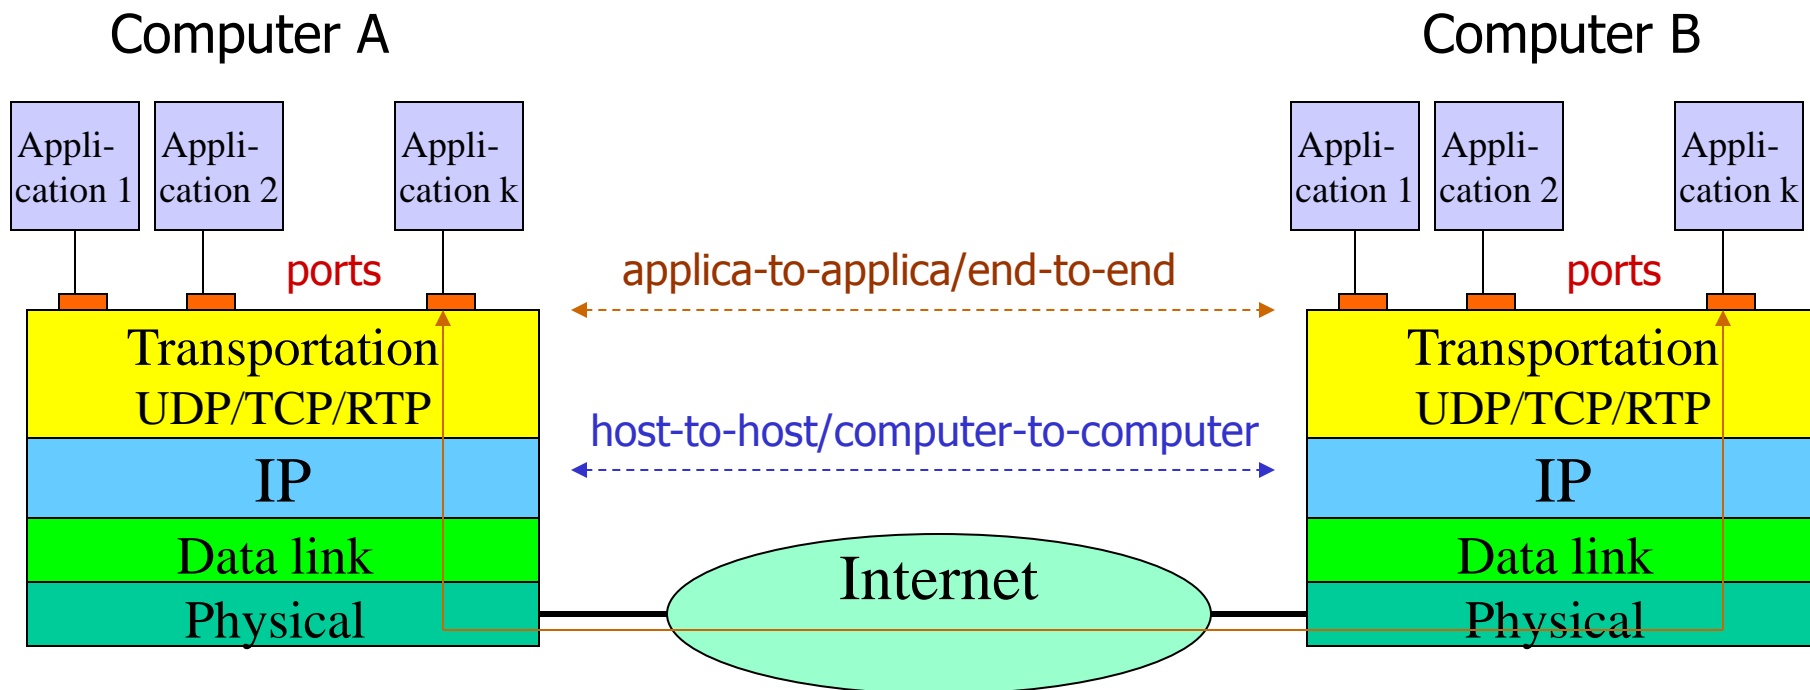 Computer A
Computer B
Appli-
cation 1
Appli-
cation 2
Appli-
cation k
Appli-
cation 1
Appli-
cation 2
Appli-
cation k
ports
applica-to-applica/end-to-end
ports
Transportation
UDP/TCP/RTP
Transportation
UDP/TCP/RTP
host-to-host/computer-to-computer
IP
IP
Data link
Data link
Internet
Physical
Physical